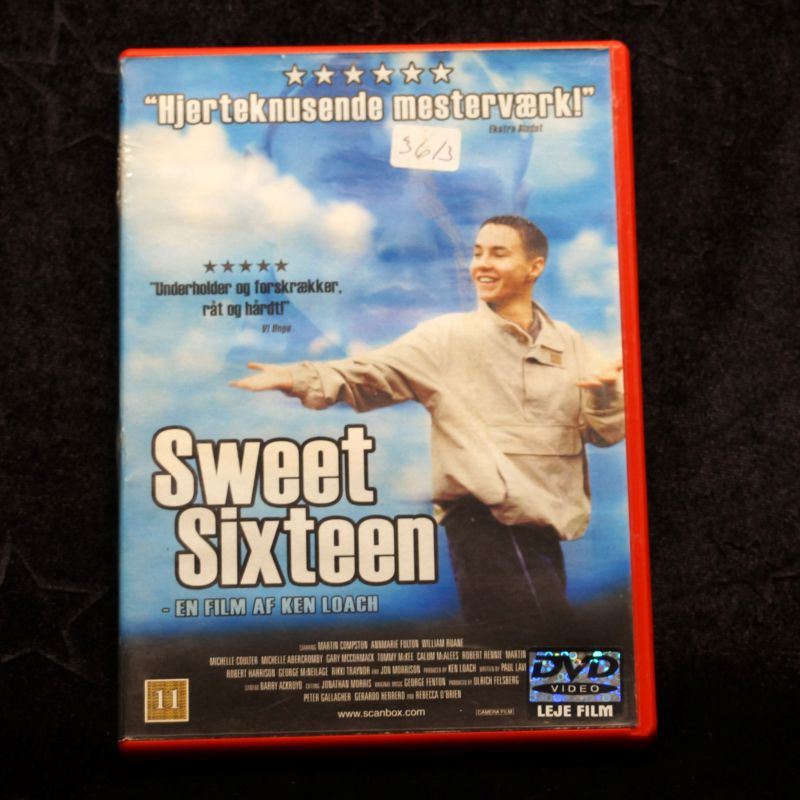 “Hjerteknusende mesterværk!”
Ekstra Bladet
3613
"Underholder og forskrækker,
råt og hårdt!"
Vi Unge
Sweet
Sixteen
- EN FILM AF KEN LOACH
STARRING MARTIN COMPSTON ANNMARIE FULTON WILLIAM RUANE
MICHELLE COULTER MICHELLE ABERCROMBY GARY MCCORMACK TOMMY McKEE CALUM McALEES ROBERT RENNIE MARTIN
ROBERT HARRISON GEORGE McNEILAGE RIKKI TRAYNOR AND JON MORRISON PRODUCED BY KEN LOACH WRITTEN BY PAUL LAV
BARRY ACKROYD EDITING JONATHAN MORRIS ORIGINAL MUSIC GEORGE FENTON PRODUCED BY ULRICH FELSBERG
PETER GALLAGHER GERARDO HERRERO AND REBECCA O'BRIEN
11
www.scanbox.com
CAMERA FILM
DVD
VIDEO
LEJE FILM